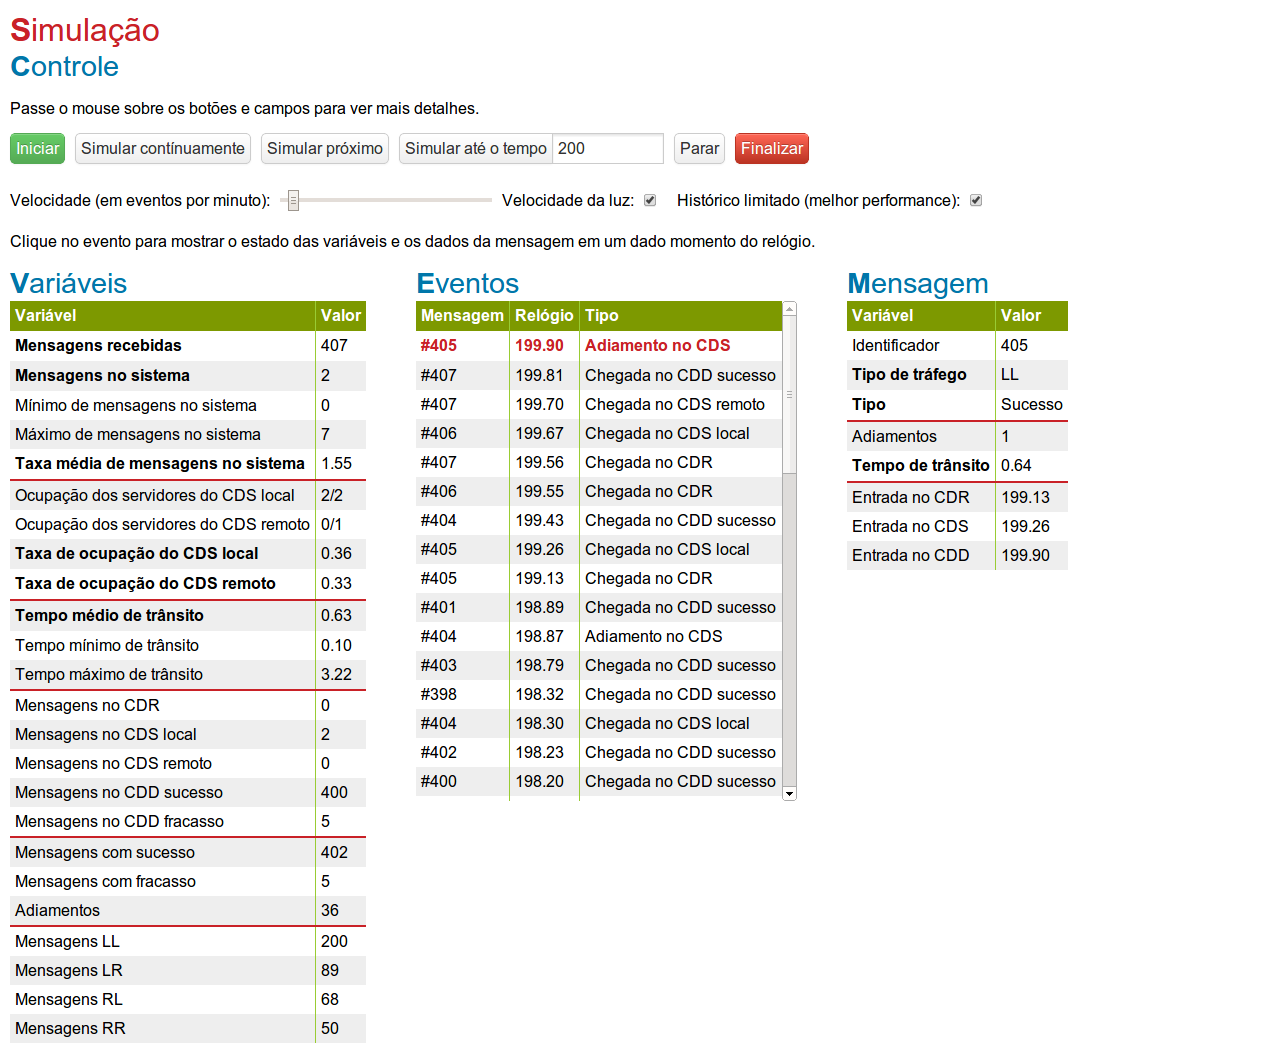 Simulação
Controle
Passe o mouse sobre os botões e campos para ver mais detalhes.
Iniciar Simular contínuamente Simular próximo Simular até o tempo 200 Parar Finalizar
Velocidade (em eventos por minuto): Velocidade da luz: Histórico limitado (melhor performance):
Clique no evento para mostrar o estado das variáveis e os dados da mensagem em um dado momento do relógio.
Variáveis
Variável Valor
Mensagens recebidas 407
Mensagens no sistema 2
Mínimo de mensagens no sistema 0
Máximo de mensagens no sistema 7
Taxa média de mensagens no sistema 1.55
Ocupação dos servidores do CDS local 2/2
Ocupação dos servidores do CDS remoto 0/1
Taxa de ocupação do CDS local 0.36
Taxa de ocupação do CDS remoto 0.33
Tempo médio de trânsito 0.63
Tempo mínimo de trânsito 0.10
Tempo máximo de trânsito 3.22
Mensagens no CDR 0
Mensagens no CDS local 2
Mensagens no CDS remoto 0
Mensagens no CDD sucesso 400
Mensagens no CDD fracasso 5
Mensagens com sucesso 402
Mensagens com fracasso 5
Adiamentos 36
Mensagens LL 200
Mensagens LR 89
Mensagens RL 68
Mensagens RR 50
Eventos
Mensagem Relógio Tipo
#405 199.90 Adiamento no CDS
#407 199.81 Chegada no CDD sucesso
#407 199.70 Chegada no CDS remoto
#406 199.67 Chegada no CDS local
#407 199.56 Chegada no CDR
#406 199.55 Chegada no CDR
#404 199.43 Chegada no CDD sucesso
#405 199.26 Chegada no CDS local
#405 199.13 Chegada no CDR
#401 198.89 Chegada no CDD sucesso
#404 198.87 Adiamento no CDS
#403 198.79 Chegada no CDD sucesso
#398 198.32 Chegada no CDD sucesso
#404 198.30 Chegada no CDS local
#402 198.23 Chegada no CDD sucesso
#400 198.20 Chegada no CDD sucesso
Mensagem
Variável Valor
Identificador 405
Tipo de tráfego LL
Tipo Sucesso
Adiamentos 1
Tempo de trânsito 0.64
Entrada no CDR 199.13
Entrada no CDS 199.26
Entrada no CDD 199.90